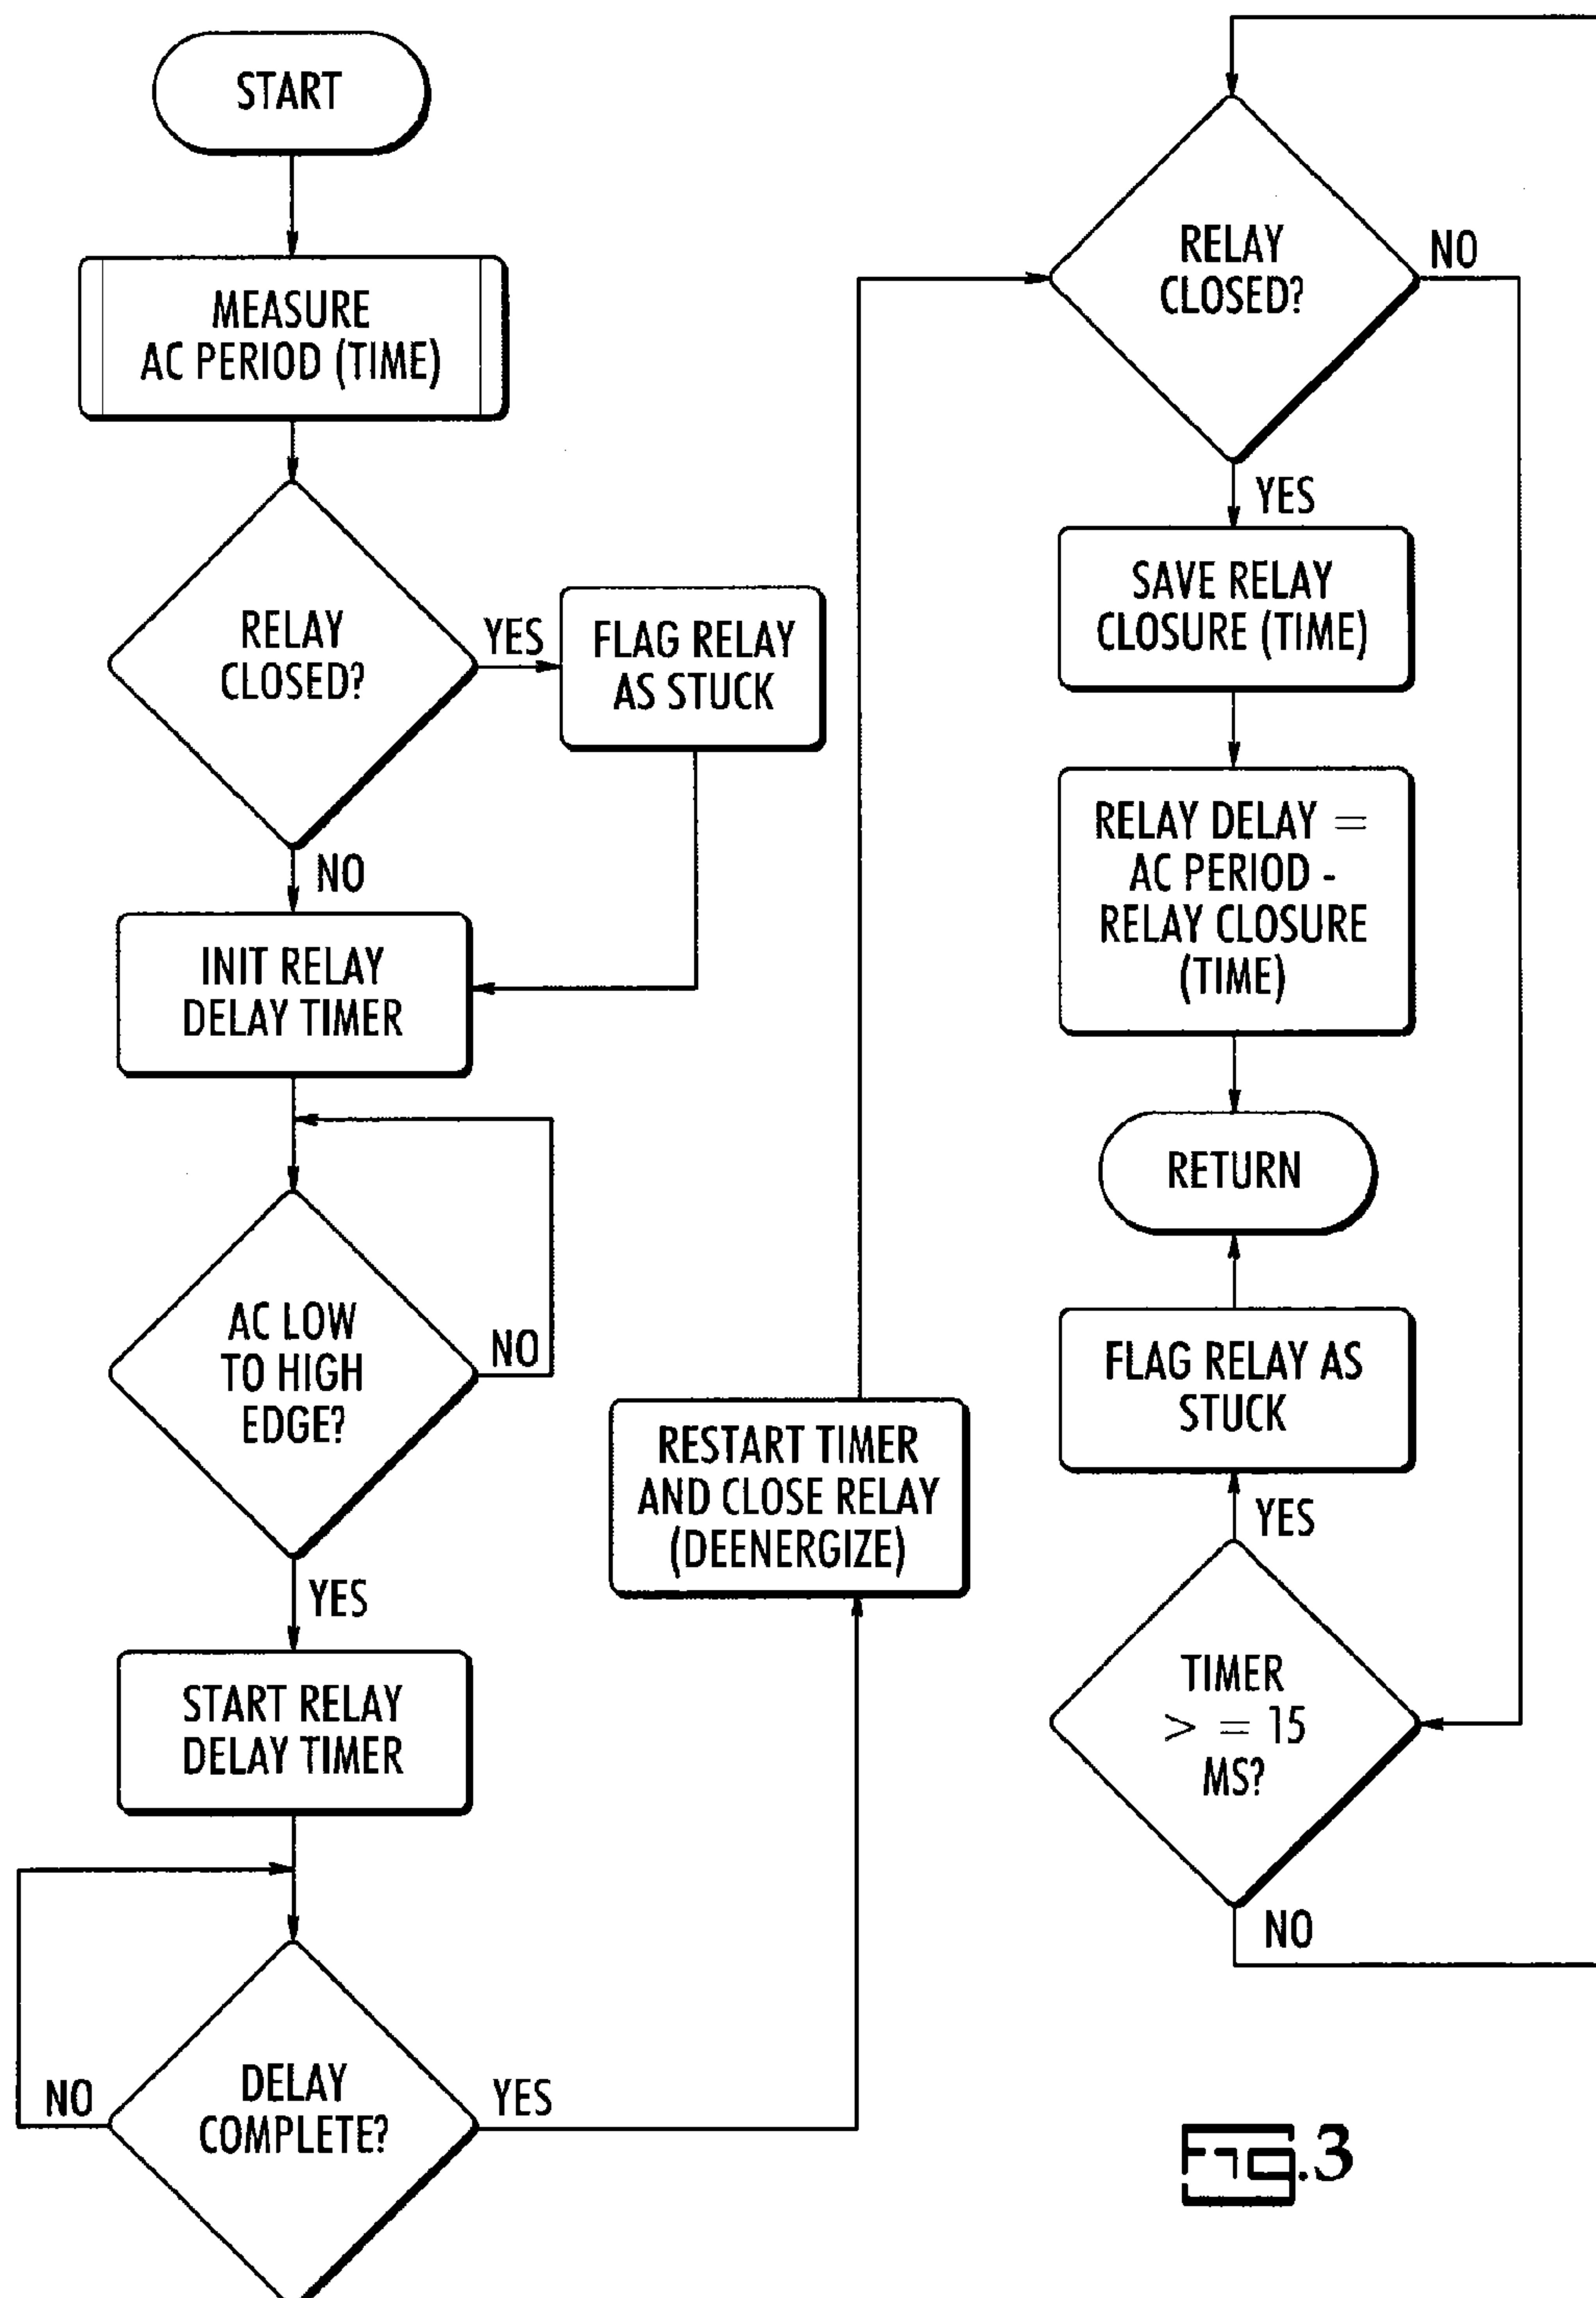 START
MEASURE
AC PERIOD (TIME)
RELAY
CLOSED?
YES
FLAG RELAY
AS STUCK
NO
INIT RELAY
DELAY TIMER
AC LOW
TO HIGH
EDGE?
NO
YES
START RELAY
DELAY TIMER
DELAY
COMPLETE?
NO
YES
RESTART TIMER
AND CLOSE RELAY
(DEENERGIZE)
RELAY
CLOSED?
NO
YES
SAVE RELAY
CLOSURE (TIME)
RELAY DELAY =
AC PERIOD -
RELAY CLOSURE
(TIME)
RETURN
FLAG RELAY AS
STUCK
YES
TIMER
> = 15
MS?
NO
Fig.3